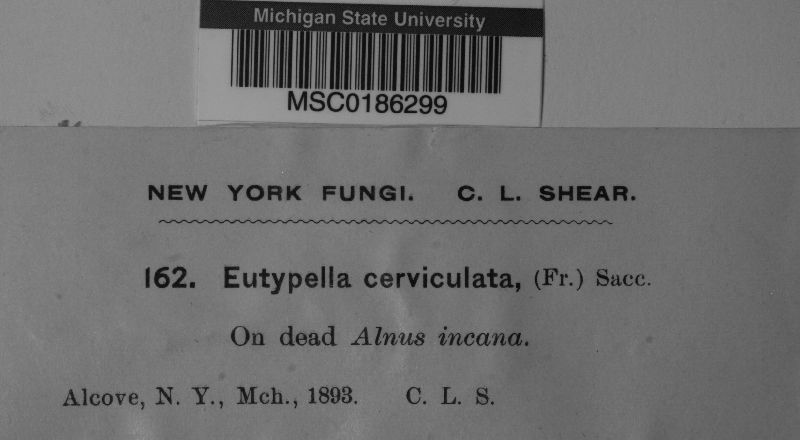 Michigan State University
MSC0186299
NEW YORK FUNGI. C. L. SHEAR.
162. Eutypella cerviculata, (Fr.) Sacc.
On dead Alnus incana.
Alcove, N. Y., Mch., 1893. C. L. S.